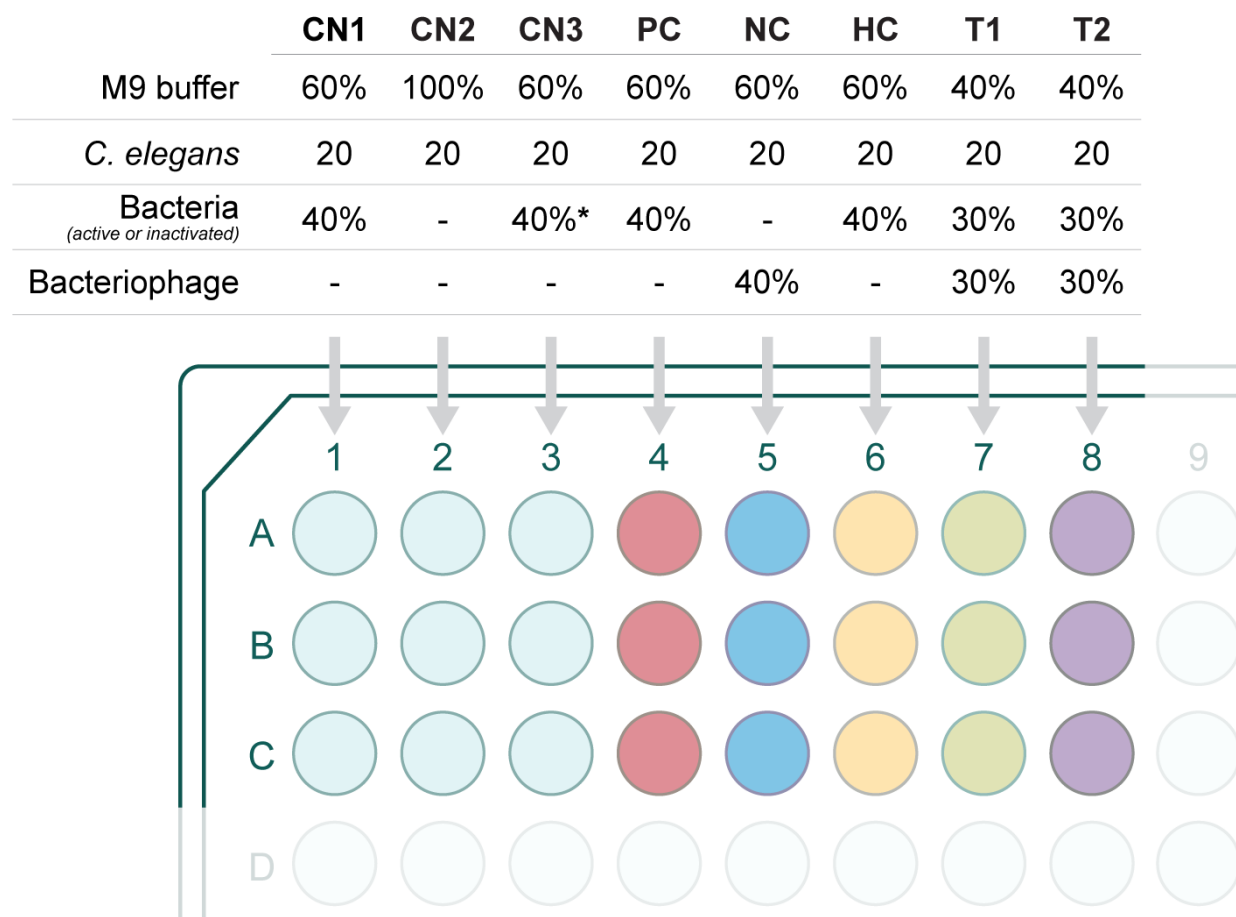 CN1 CN2 CN3 PC NC HC T1 T2
M9 buffer 60% 100% 60% 60% 60% 60% 40% 40%
C. elegans 20 20 20 20 20 20 20 20
Bacteria 40% - 40%* 40% - 40% 30% 30%
(active or inactivated)
Bacteriophage - - - - 40% - 30% 30%
1 2 3 4 5 6 7 8 9
A
B
C
D